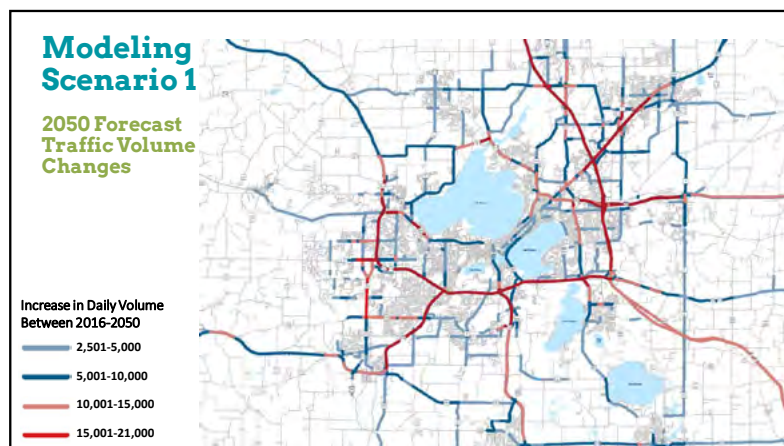 Modeling
Scenario 1
2050 Forecast
Traffic Volume
Changes
Increase in Daily Volume
Between 2016-2050
2,501-5,000
5,001-10,000
10,001-15,000
15,001-21,000